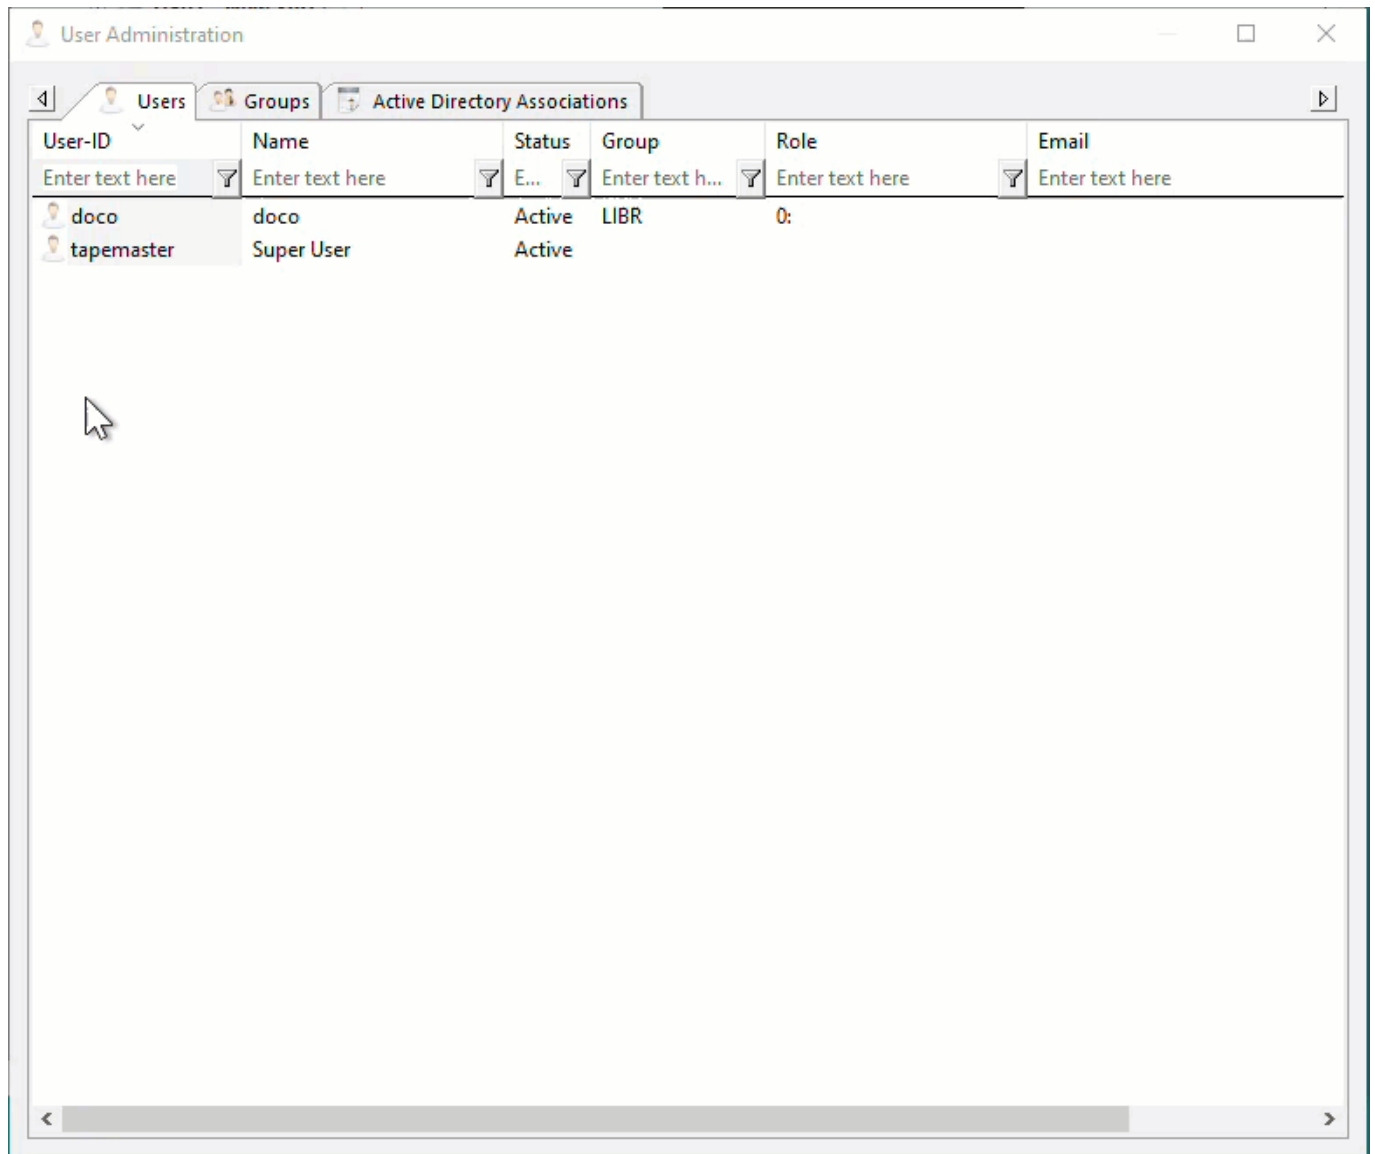 User Administration
Users Groups Active Directory Associations
User-ID Name Status Group Role Email
Enter text here Enter text here E... Enter text h... Enter text here Enter text here
doco doco Active LIBR 0:
tapemaster Super User Active